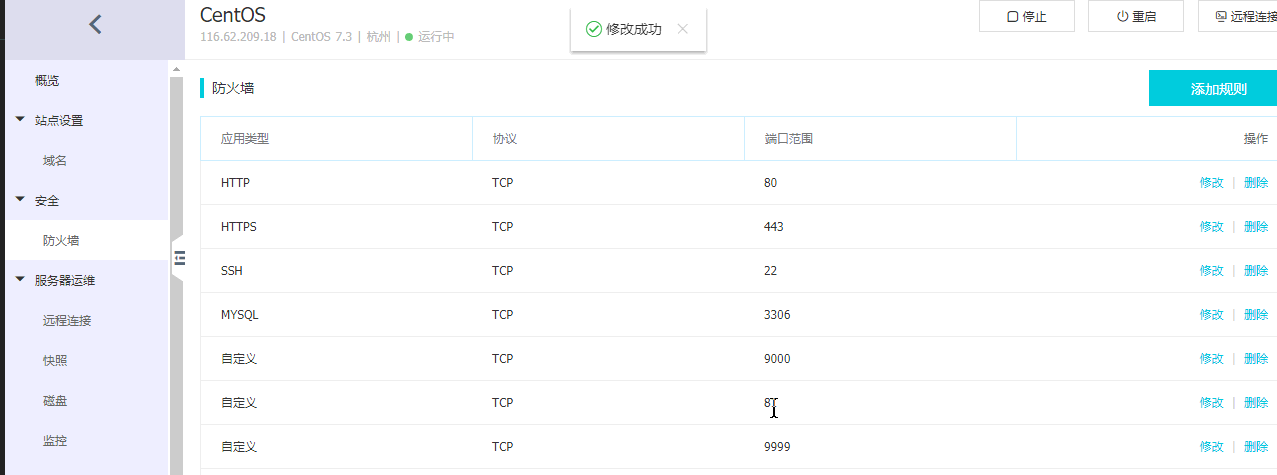 CentOS
116.62.209.18 | CentOS 7.3 | 杭州 | 运行中
修改成功
停止
重启
远程连接
概览
站点设置
域名
安全
防火墙
服务器运维
远程连接
快照
磁盘
监控
防火墙
添加规则
应用类型 协议 端口范围 操作
HTTP TCP 80 修改 | 删除
HTTPS TCP 443 修改 | 删除
SSH TCP 22 修改 | 删除
MYSQL TCP 3306 修改 | 删除
自定义 TCP 9000 修改 | 删除
自定义 TCP 修改 | 删除
自定义 TCP 9999 修改 | 删除